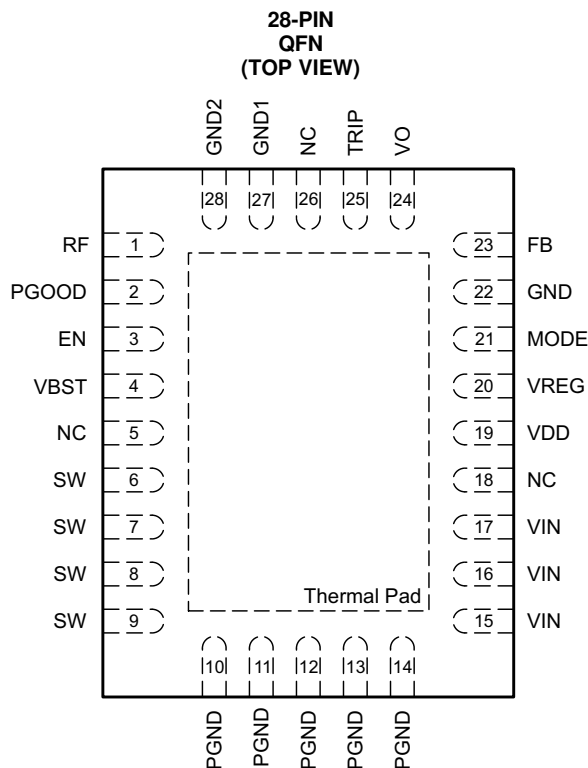 28-PIN
QFN
(TOP VIEW)
GND2
GND1
NC
TRIP
VO
28
27
26
25
24
RF 1
23 FB
PGOOD 2
22 GND
EN 3
21 MODE
VBST 4
20 VREG
NC 5
19 VDD
SW 6
18 NC
SW 7
17 VIN
SW 8
16 VIN
SW 9
15 VIN
Thermal Pad
10
11
12
13
14
PGND
PGND
PGND
PGND
PGND